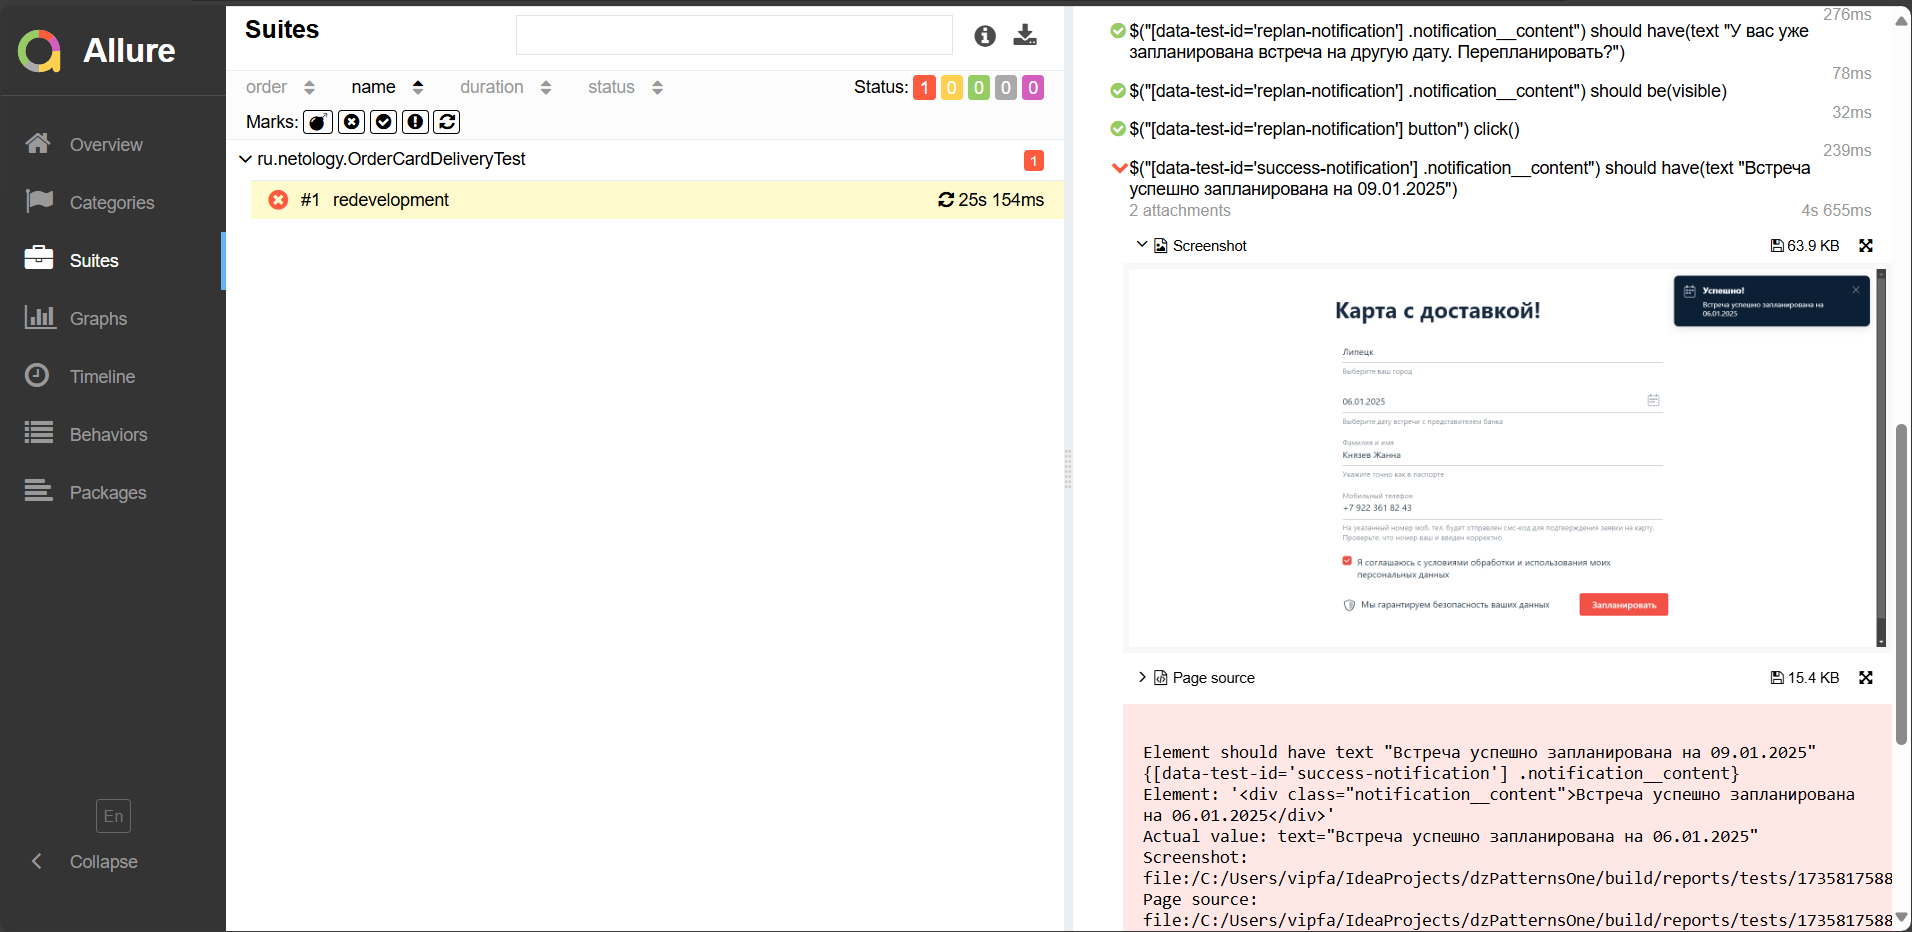 Allure
Overview
Categories
Suites
Graphs
Timeline
Behaviors
Packages
En
Collapse
Suites
order name duration status Status: 1 0 0 0 0
Marks:
ru.netology.OrderCardDeliveryTest 1
#1 redevelopment 25s 154ms
276ms
$("[data-test-id='replan-notification'] .notification__content") should have(text "У вас уже
запланирована встреча на другую дату. Перепланировать?")
78ms
$("[data-test-id='replan-notification'] .notification__content") should be(visible)
32ms
$("[data-test-id='replan-notification'] button") click()
239ms
$("[data-test-id='success-notification'] .notification__content") should have(text "Встреча
успешно запланирована на 09.01.2025")
2 attachments 4s 655ms
Screenshot 63.9 KB
Успешно!
Встреча успешно запланирована на
06.01.2025
Карта с доставкой!
Липецк
Выберите ваш город
06.01.2025
Выберите дату встречи с представителем банка
Фамилия и имя
Князев Жанна
Укажите точно как в паспорте
Мобильный телефон
+7 922 361 82 43
На указанный номер моб. тел. будет отправлен смс-код для подтверждения заявки на карту.
Проверьте, что номер ваш и введен корректно.
Я соглашаюсь с условиями обработки и использования моих
персональных данных
Мы гарантируем безопасность ваших данных
Запланировать
Page source 15.4 KB
Element should have text "Встреча успешно запланирована на 09.01.2025"
{[data-test-id='success-notification'] .notification__content}
Element: '<div class="notification__content">Встреча успешно запланирована
на 06.01.2025</div>'
Actual value: text="Встреча успешно запланирована на 06.01.2025"
Screenshot:
file:/C:/Users/vipfa/IdeaProjects/dzPatternsOne/build/reports/tests/1735817588
Page source:
file:/C:/Users/vipfa/IdeaProjects/dzPatternsOne/build/reports/tests/1735817588